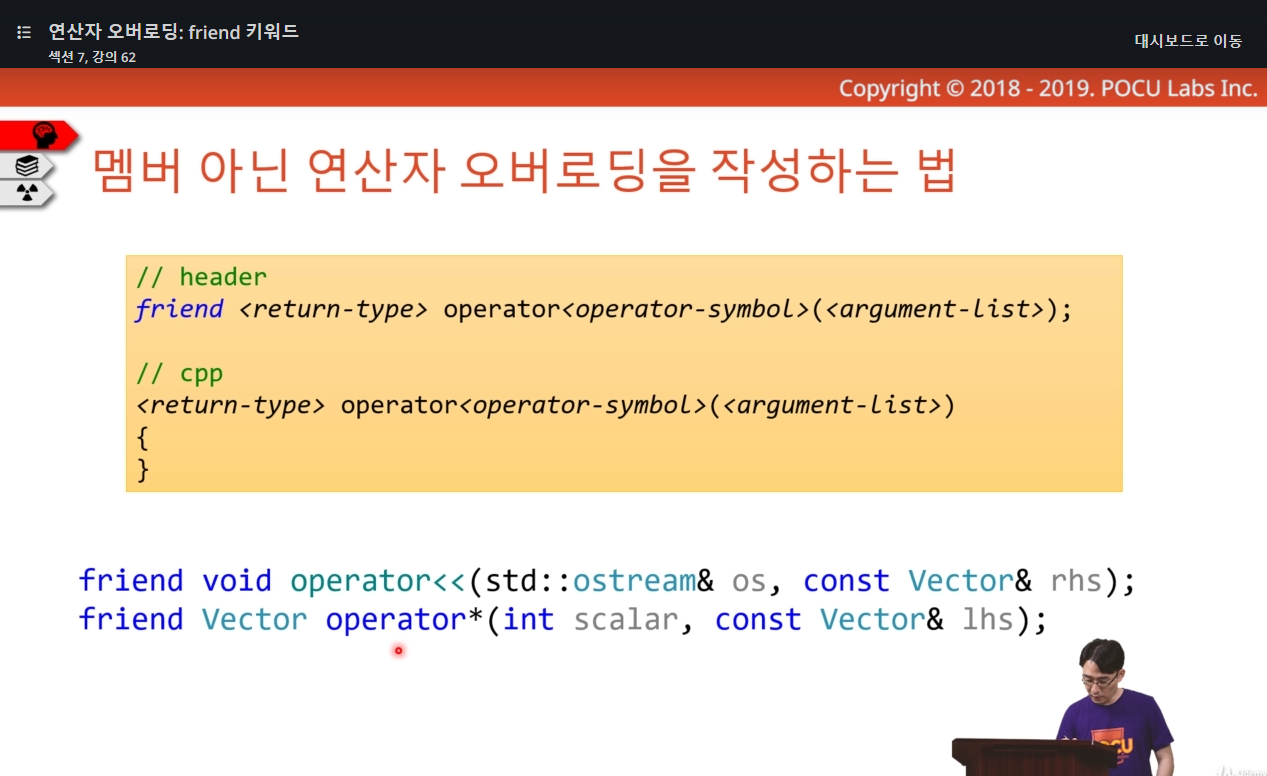 연산자 오버로딩: friend 키워드
섹션 7, 강의 62
대시보드로 이동
Copyright © 2018 - 2019. POCU Labs Inc.
멤버 아닌 연산자 오버로딩을 작성하는 법
// header
friend <return-type> operator<operator-symbol>(<argument-list>);
// cpp
<return-type> operator<operator-symbol>(<argument-list>)
{
}
friend void operator<<(std::ostream& os, const Vector& rhs);
friend Vector operator*(int scalar, const Vector& lhs);